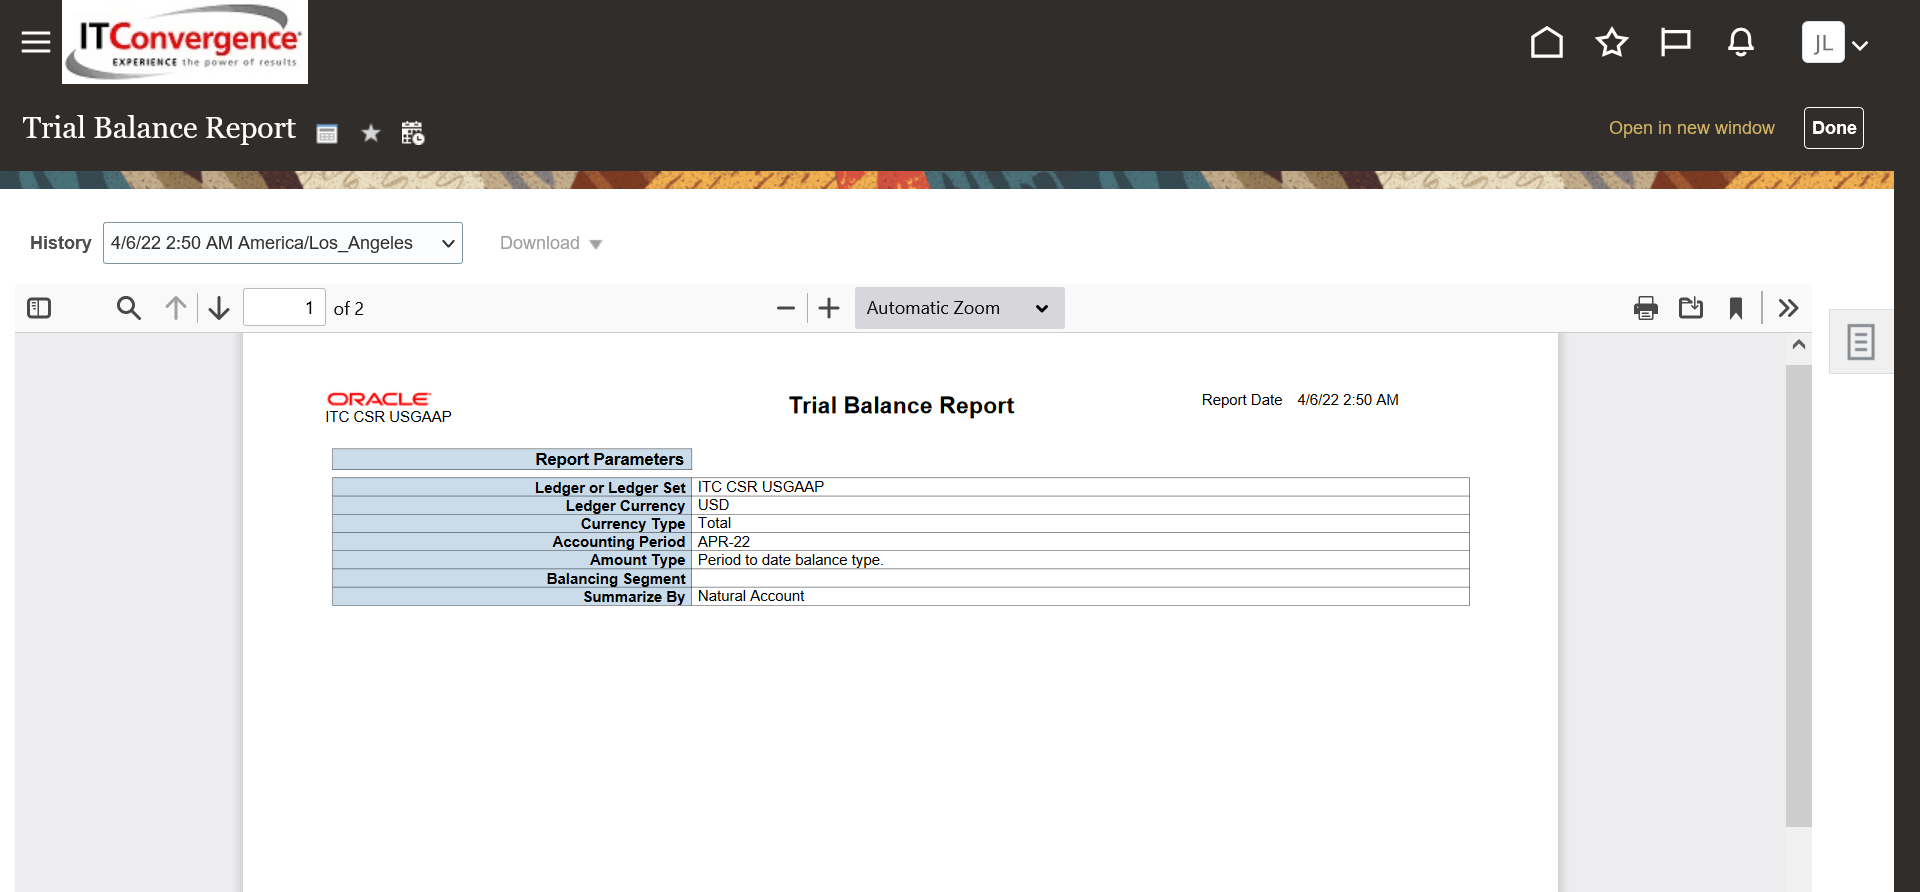 ITConvergence
EXPERIENCE the power of results
JL
Trial Balance Report
Open in new window
Done
History
4/6/22 2:50 AM America/Los_Angeles
Download
1 of 2
Automatic Zoom
ORACLE
ITC CSR USGAAP
Trial Balance Report
Report Date 4/6/22 2:50 AM
Report Parameters
Ledger or Ledger Set ITC CSR USGAAP
Ledger Currency USD
Currency Type Total
Accounting Period APR-22
Amount Type Period to date balance type.
Balancing Segment
Summarize By Natural Account